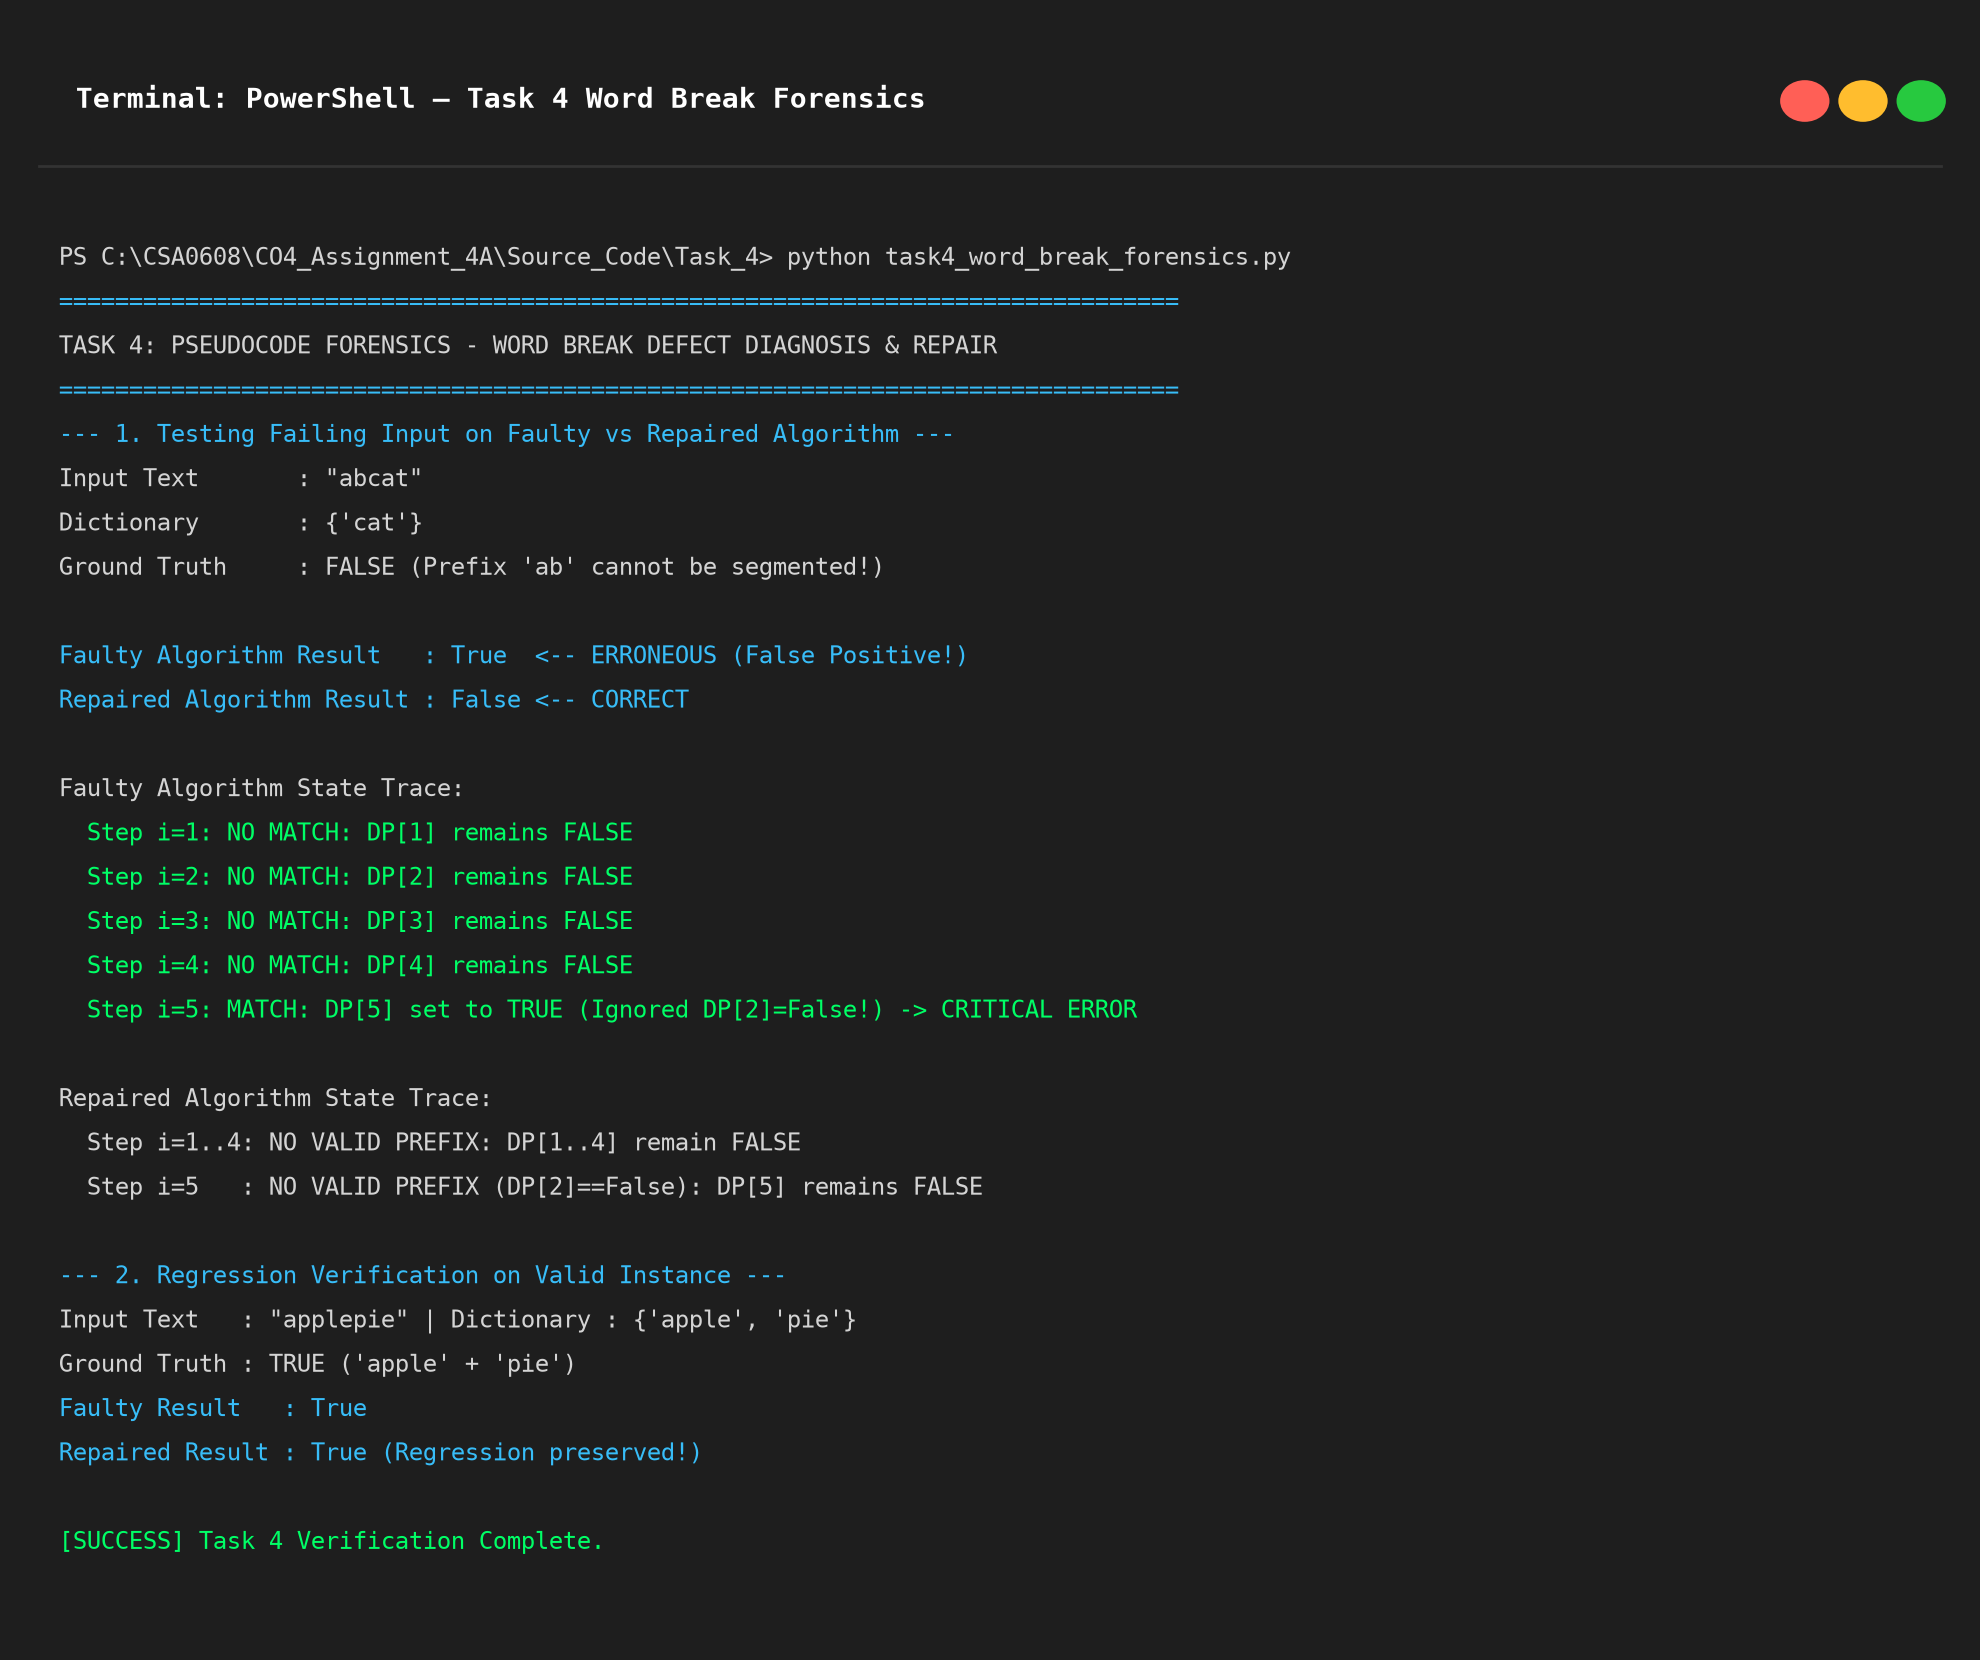 Terminal: PowerShell — Task 4 Word Break Forensics
PS C:\CSA0608\CO4_Assignment_4A\Source_Code\Task_4> python task4_word_break_forensics.py
================================================================================
TASK 4: PSEUDOCODE FORENSICS - WORD BREAK DEFECT DIAGNOSIS & REPAIR
================================================================================
--- 1. Testing Failing Input on Faulty vs Repaired Algorithm ---
Input Text       : "abcat"
Dictionary       : {'cat'}
Ground Truth     : FALSE (Prefix 'ab' cannot be segmented!)
Faulty Algorithm Result   : True  <-- ERRONEOUS (False Positive!)
Repaired Algorithm Result : False <-- CORRECT
Faulty Algorithm State Trace:
  Step i=1: NO MATCH: DP[1] remains FALSE
  Step i=2: NO MATCH: DP[2] remains FALSE
  Step i=3: NO MATCH: DP[3] remains FALSE
  Step i=4: NO MATCH: DP[4] remains FALSE
  Step i=5: MATCH: DP[5] set to TRUE (Ignored DP[2]=False!) -> CRITICAL ERROR
Repaired Algorithm State Trace:
  Step i=1..4: NO VALID PREFIX: DP[1..4] remain FALSE
  Step i=5   : NO VALID PREFIX (DP[2]==False): DP[5] remains FALSE
--- 2. Regression Verification on Valid Instance ---
Input Text   : "applepie" | Dictionary : {'apple', 'pie'}
Ground Truth : TRUE ('apple' + 'pie')
Faulty Result   : True
Repaired Result : True (Regression preserved!)
[SUCCESS] Task 4 Verification Complete.